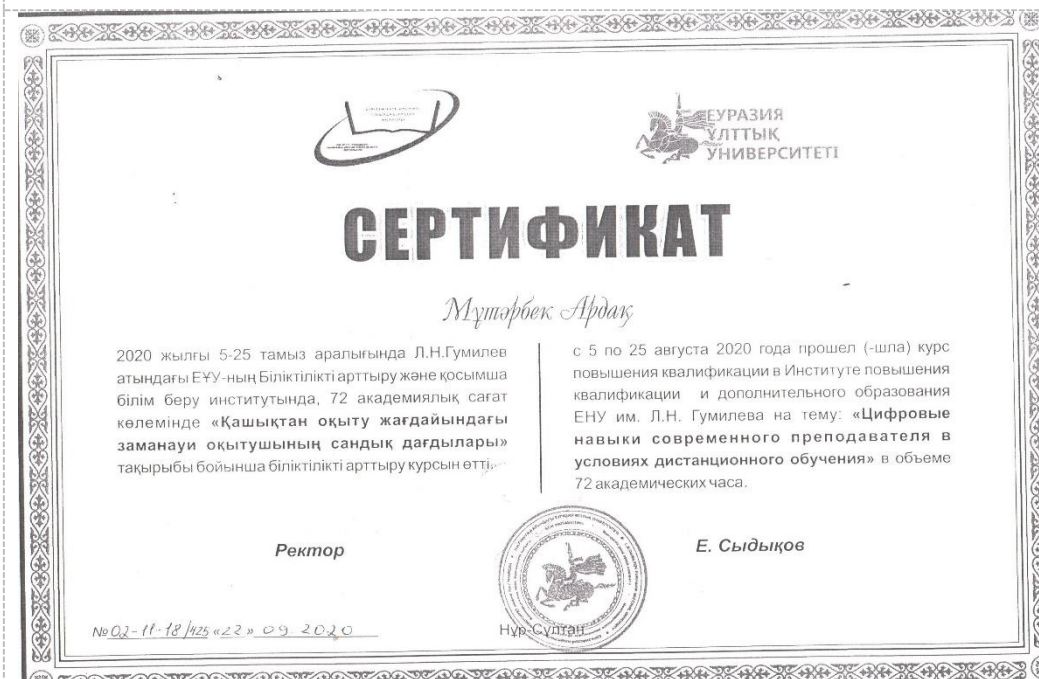 ЕУРАЗИЯ
ҰЛТТЫҚ
УНИВЕРСИТЕТІ
СЕРТИФИКАТ
Мұтәрбек Ардақ
2020 жылғы 5-25 тамыз аралығында Л.Н.Гумилев
атындағы ЕҰУ-ның Біліктілікті арттыру және қосымша
білім беру институтында, 72 академиялық сағат
көлемінде «Қашықтан оқыту жағдайындағы
заманауи оқытушының сандық дағдылары»
тақырыбы бойынша біліктілікті арттыру курсын өтті.
с 5 по 25 августа 2020 года прошел (-шла) курс
повышения квалификации в Институте повышения
квалификации и дополнительного образования
ЕНУ им. Л.Н. Гумилева на тему: «Цифровые
навыки современного преподавателя в
условиях дистанционного обучения» в объеме
72 академических часа.
Ректор
Е. Сыдықов
№ 02-11-18/425 «22» 09 2020
Нұр-Сұлтан